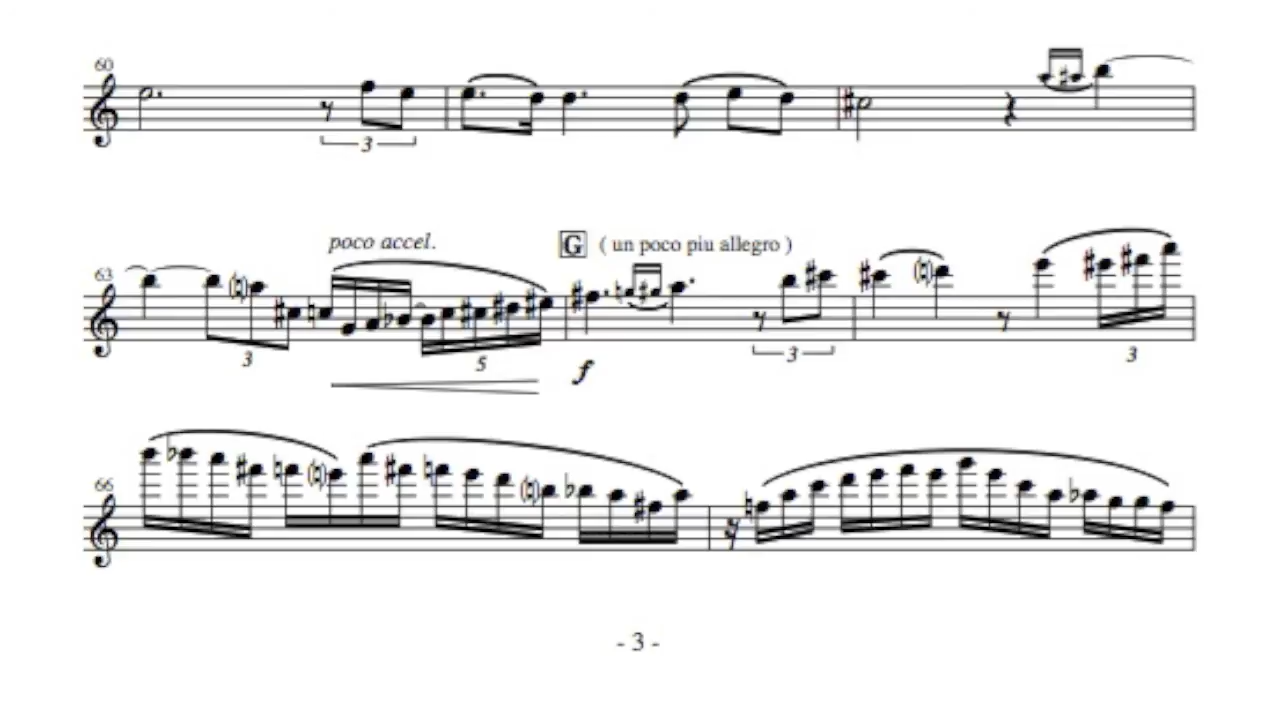 60
3
poco accel.
G ( un poco piu allegro )
63
3
5
f
3
3
66
- 3 -